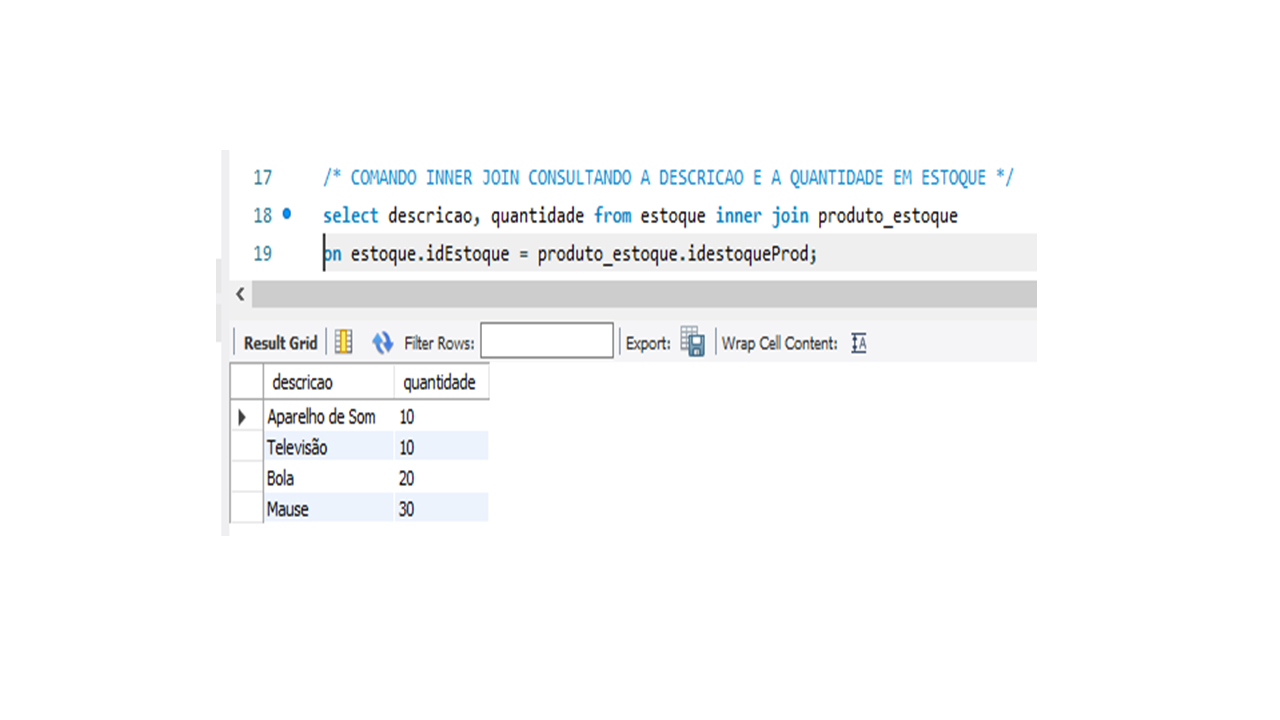 17 /* COMANDO INNER JOIN CONSULTANDO A DESCRICAO E A QUANTIDADE EM ESTOQUE */
18 select descricao, quantidade from estoque inner join produto_estoque
19 on estoque.idEstoque = produto_estoque.idestoqueProd;
Result Grid Filter Rows: Export: Wrap Cell Content:
descricao quantidade
Aparelho de Som 10
Televisão 10
Bola 20
Mause 30